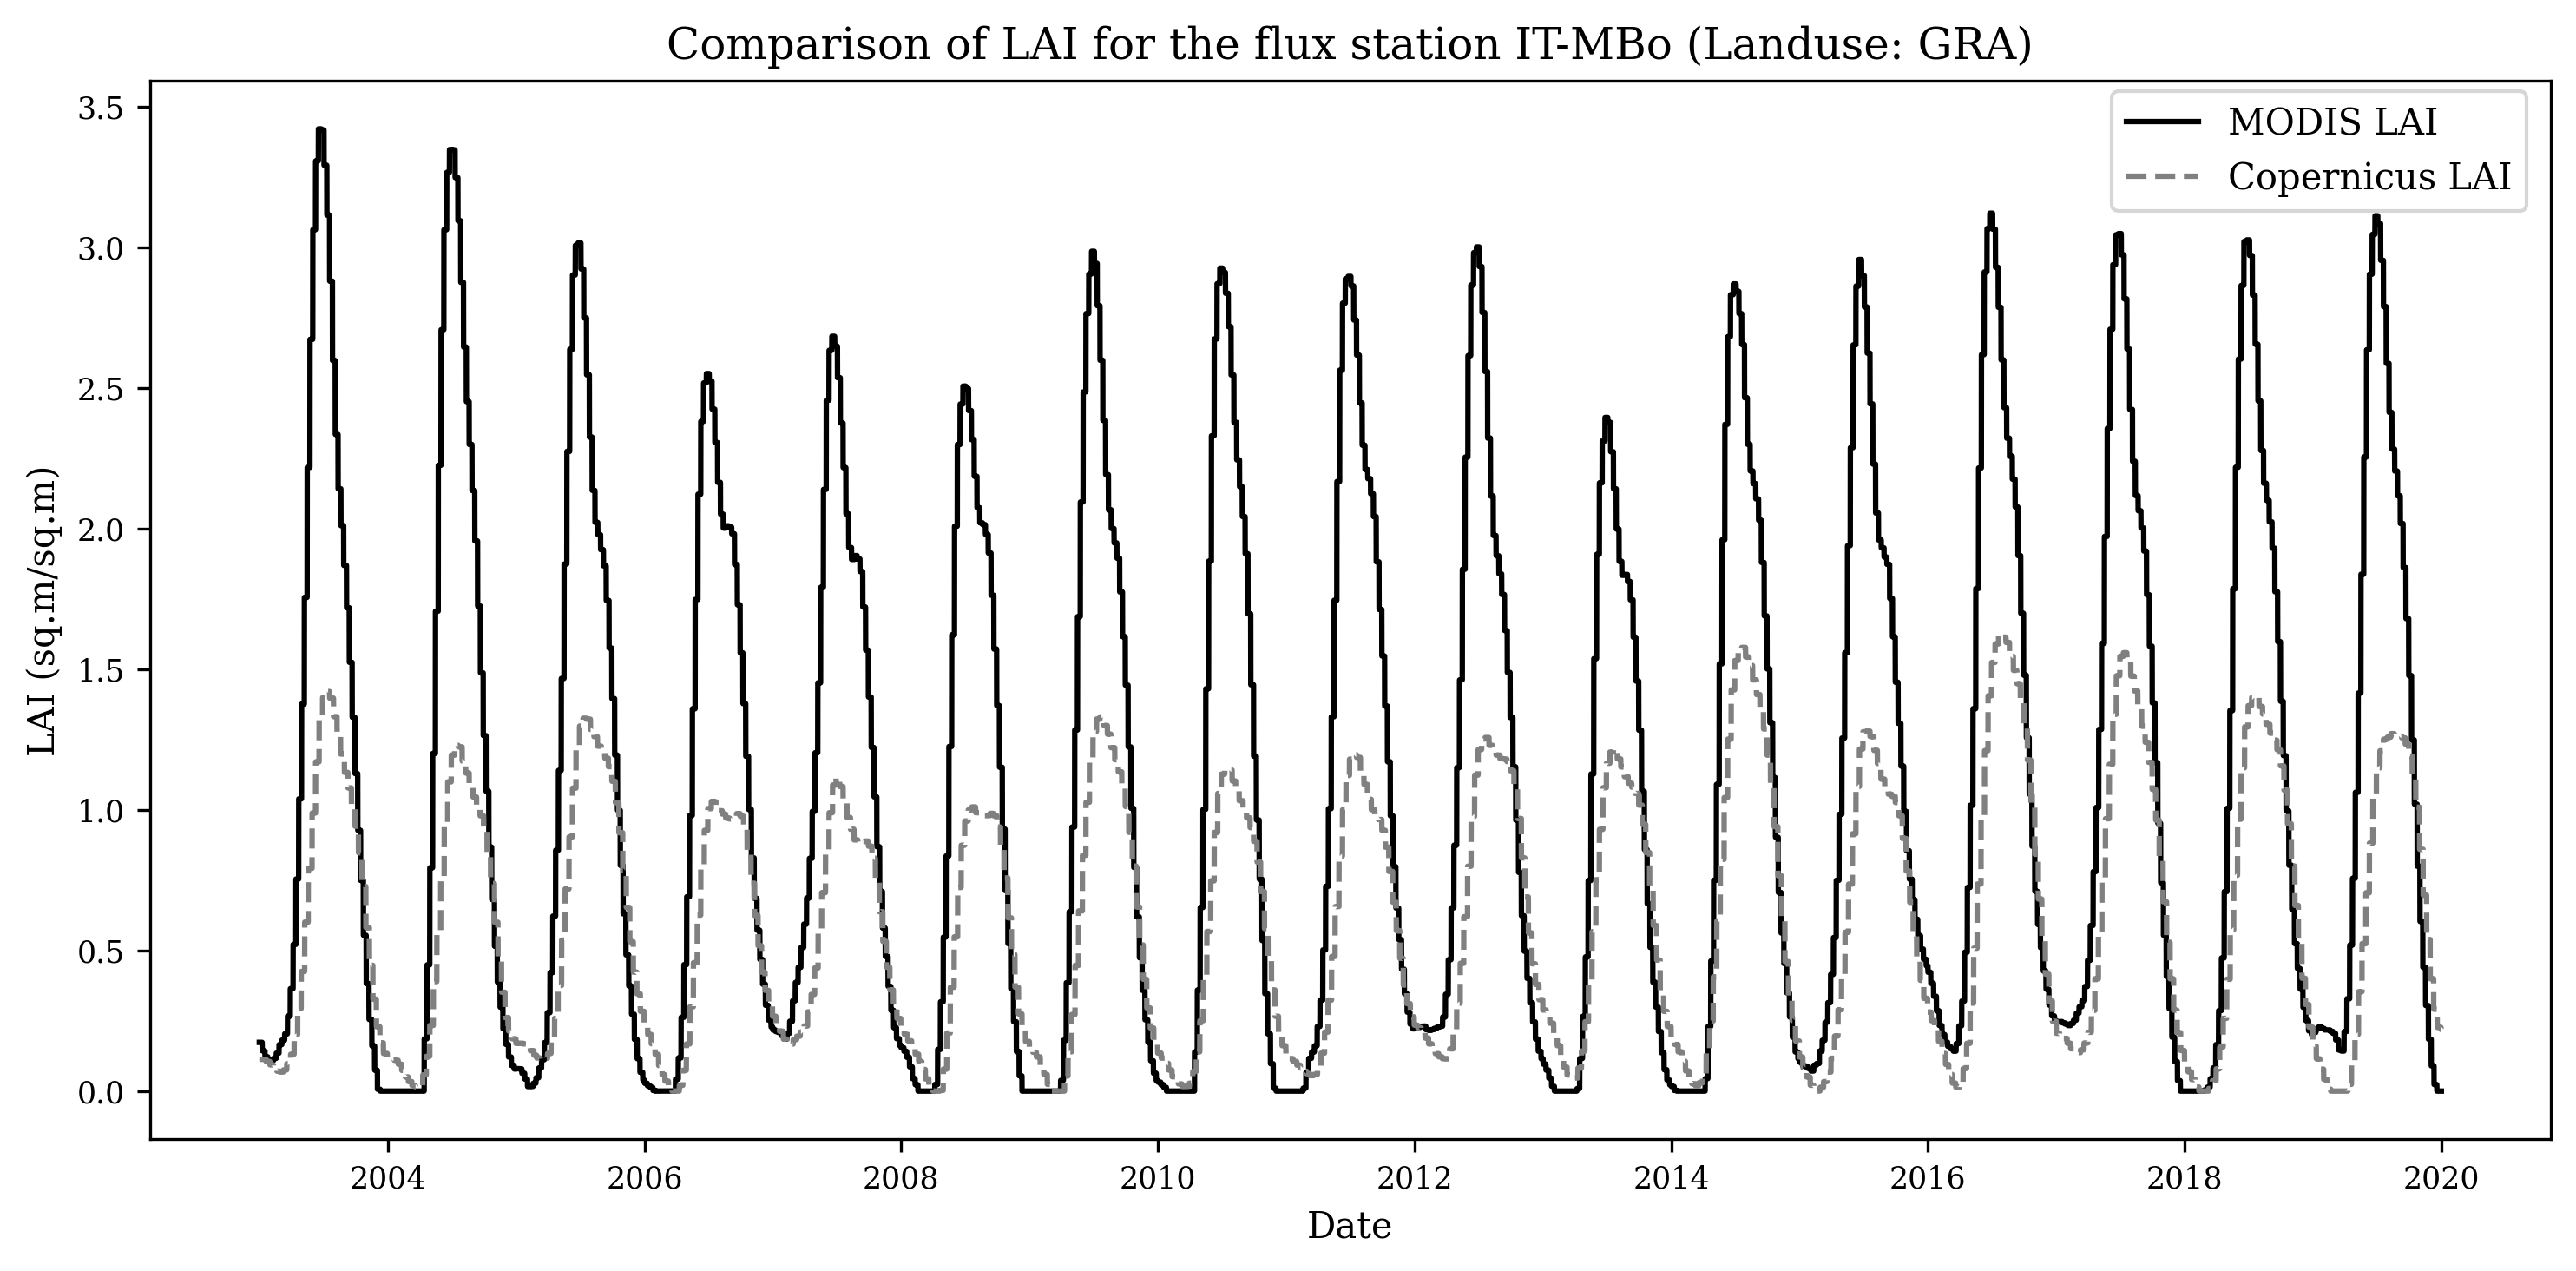 Comparison of LAI for the flux station IT-MBo (Landuse: GRA)
MODIS LAI
Copernicus LAI
LAI (sq.m/sq.m)
3.5
3.0
2.5
2.0
1.5
1.0
0.5
0.0
2004 2006 2008 2010 2012 2014 2016 2018 2020
Date